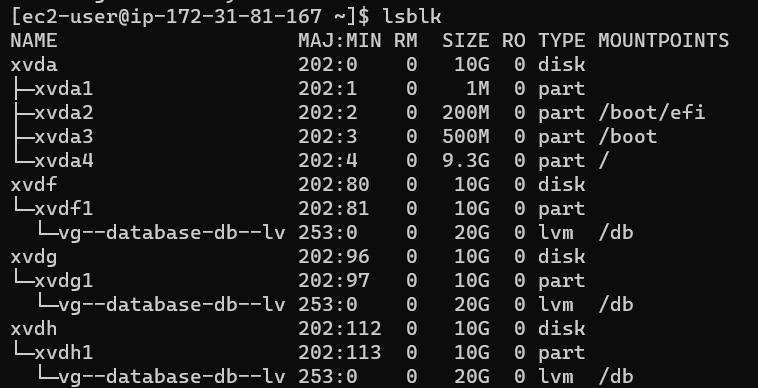 [ec2-user@ip-172-31-81-167 ~]$ lsblk
NAME                      MAJ:MIN RM   SIZE RO TYPE MOUNTPOINTS
xvda                      202:0    0    10G  0 disk
├─xvda1                   202:1    0     1M  0 part
├─xvda2                   202:2    0   200M  0 part /boot/efi
├─xvda3                   202:3    0   500M  0 part /boot
└─xvda4                   202:4    0   9.3G  0 part /
xvdf                      202:80   0    10G  0 disk
└─xvdf1                   202:81   0    10G  0 part
  └─vg--database-db--lv 253:0    0    20G  0 lvm  /db
xvdg                      202:96   0    10G  0 disk
└─xvdg1                   202:97   0    10G  0 part
  └─vg--database-db--lv 253:0    0    20G  0 lvm  /db
xvdh                      202:112  0    10G  0 disk
└─xvdh1                   202:113  0    10G  0 part
  └─vg--database-db--lv 253:0    0    20G  0 lvm  /db